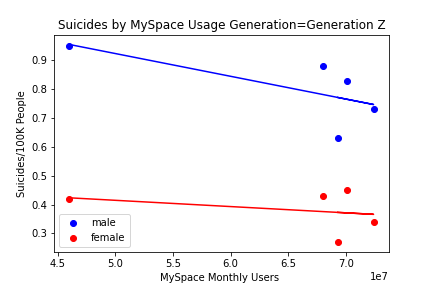 Suicides by MySpace Usage Generation=Generation Z
Suicides/100K People
0.9
0.8
0.7
0.6
0.5
0.4
0.3
male
female
4.5
5.0
5.5
6.0
6.5
7.0
1e7
MySpace Monthly Users